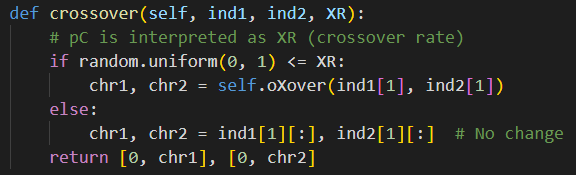 def crossover(self, ind1, ind2, XR):
    # pC is interpreted as XR (crossover rate)
    if random.uniform(0, 1) <= XR:
        chr1, chr2 = self.oXover(ind1[1], ind2[1])
    else:
        chr1, chr2 = ind1[1][:], ind2[1][:]  # No change
    return [0, chr1], [0, chr2]